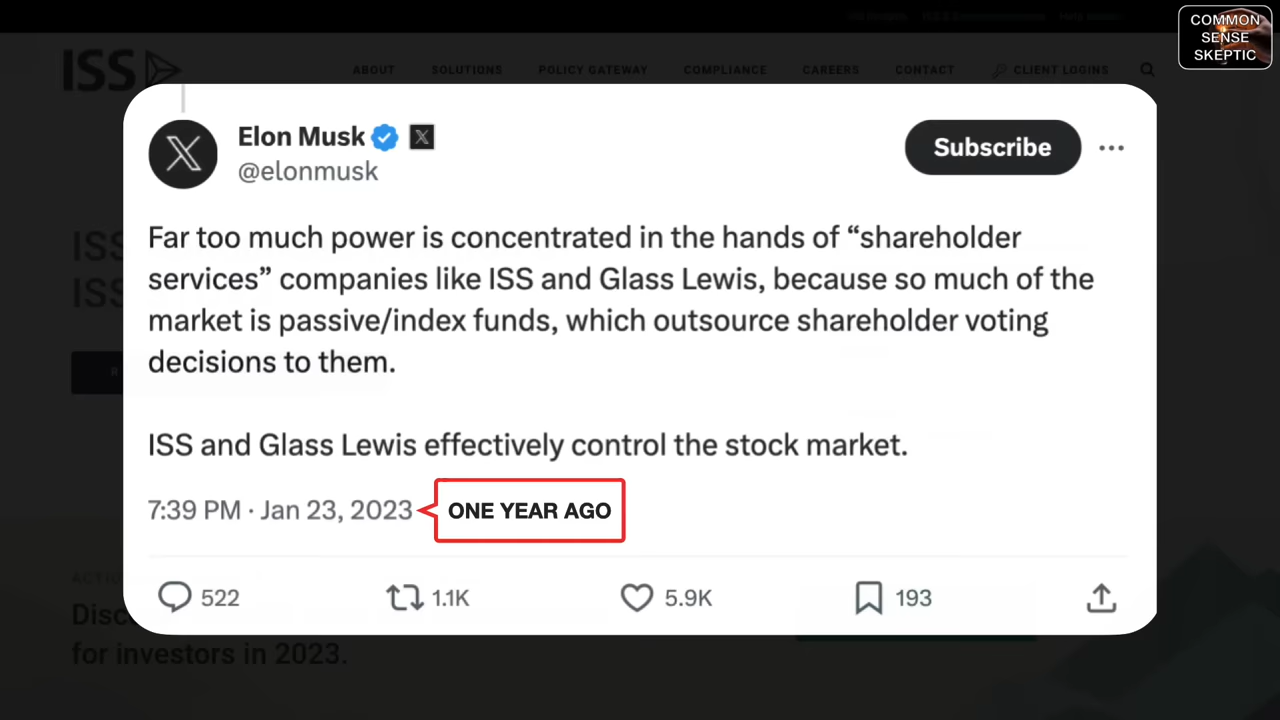 COMMON
SENSE
SKEPTIC
ISS
ABOUT SOLUTIONS POLICY GATEWAY COMPLIANCE CAREERS CONTACT CLIENT LOGINS
Elon Musk
@elonmusk
Subscribe
Far too much power is concentrated in the hands of “shareholder
services” companies like ISS and Glass Lewis, because so much of the
market is passive/index funds, which outsource shareholder voting
decisions to them.
ISS and Glass Lewis effectively control the stock market.
7:39 PM · Jan 23, 2023
ONE YEAR AGO
522 1.1K 5.9K 193
ISS
ISS
for investors in 2023.